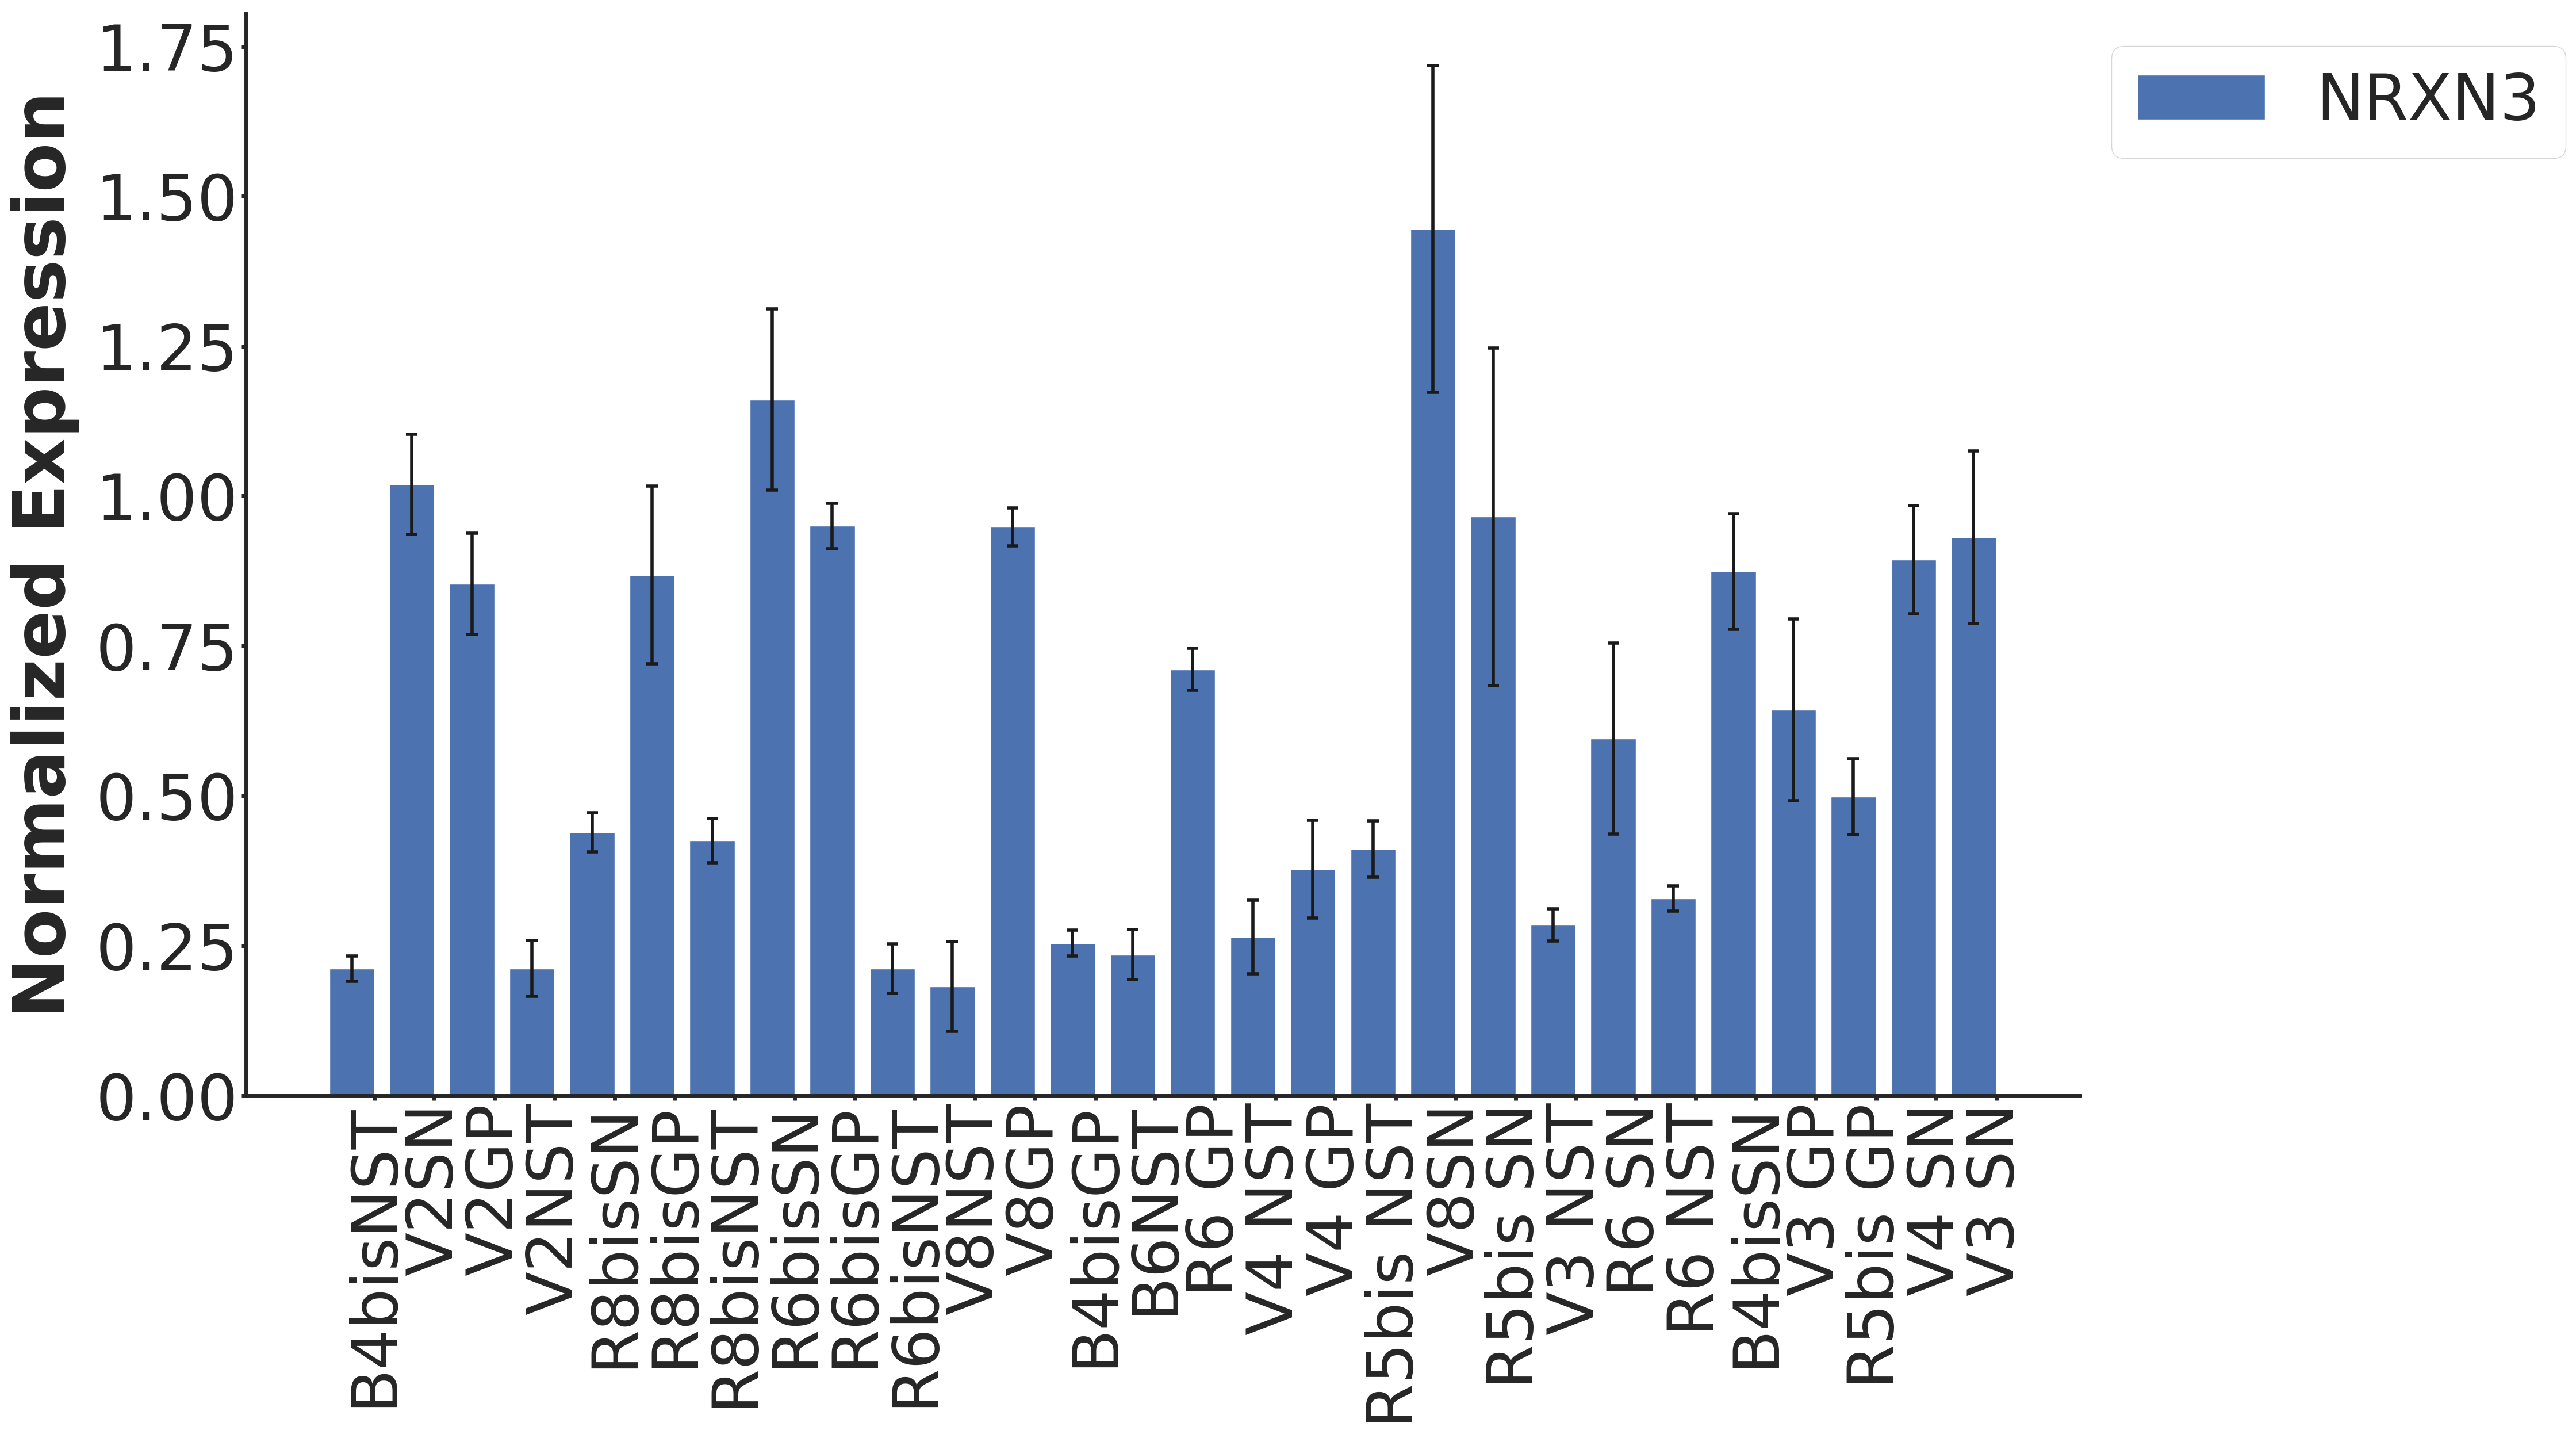 Normalized Expression
1.75
1.50
1.25
1.00
0.75
0.50
0.25
0.00
NRXN3
B4bisNST
V2SN
V2GP
V2NST
R8bisSN
R8bisGP
R8bisNST
R6bisSN
R6bisGP
R6bisNST
V8NST
V8GP
B4bisGP
B6NST
R6 GP
V4 NST
V4 GP
R5bis NST
V8SN
R5bis SN
V3 NST
R6 SN
R6 NST
B4bisSN
V3 GP
R5bis GP
V4 SN
V3 SN